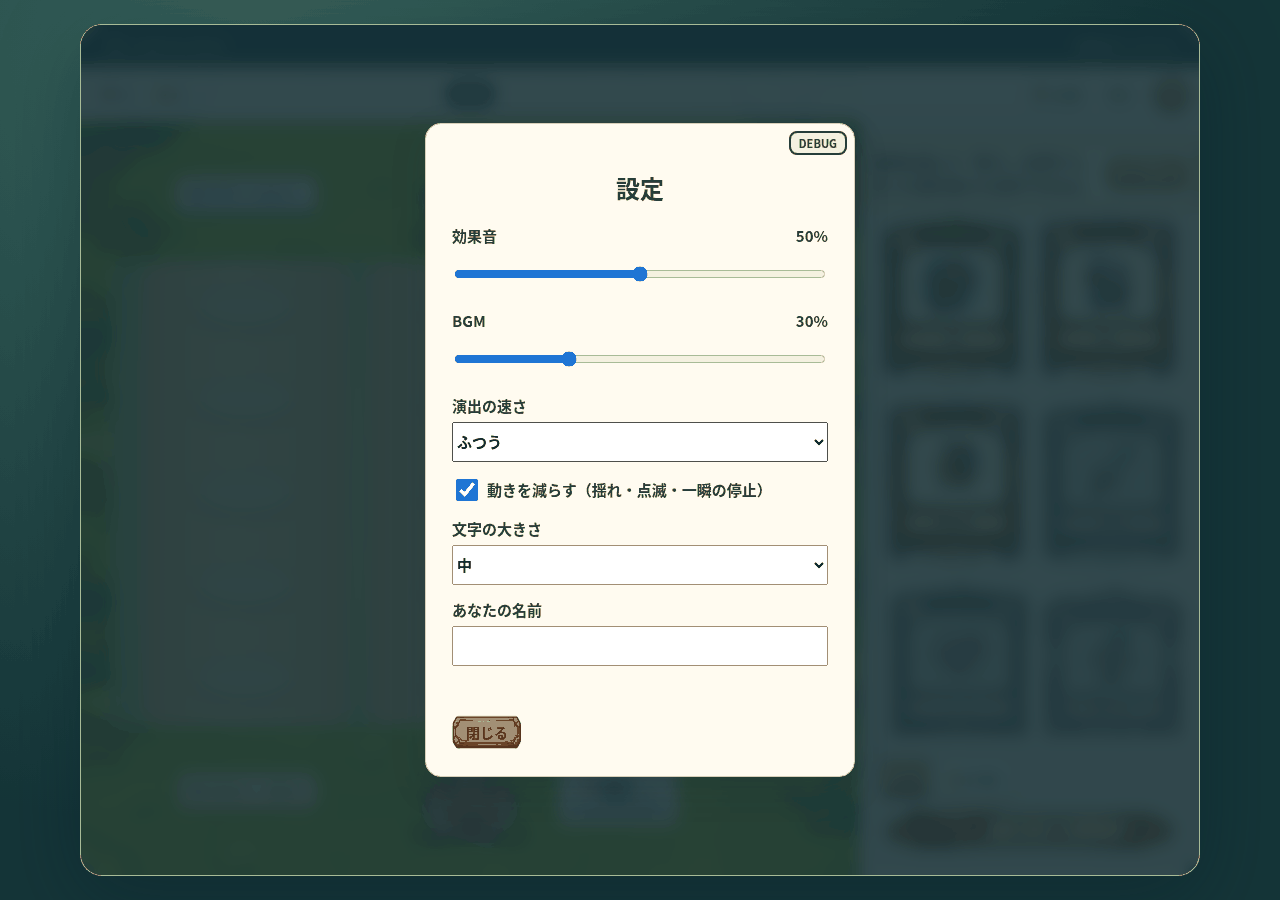 DEBUG
設定
効果音 50%
BGM 30%
演出の速さ
ふつう
動きを減らす（揺れ・点滅・一瞬の停止）
文字の大きさ
中
あなたの名前
閉じる